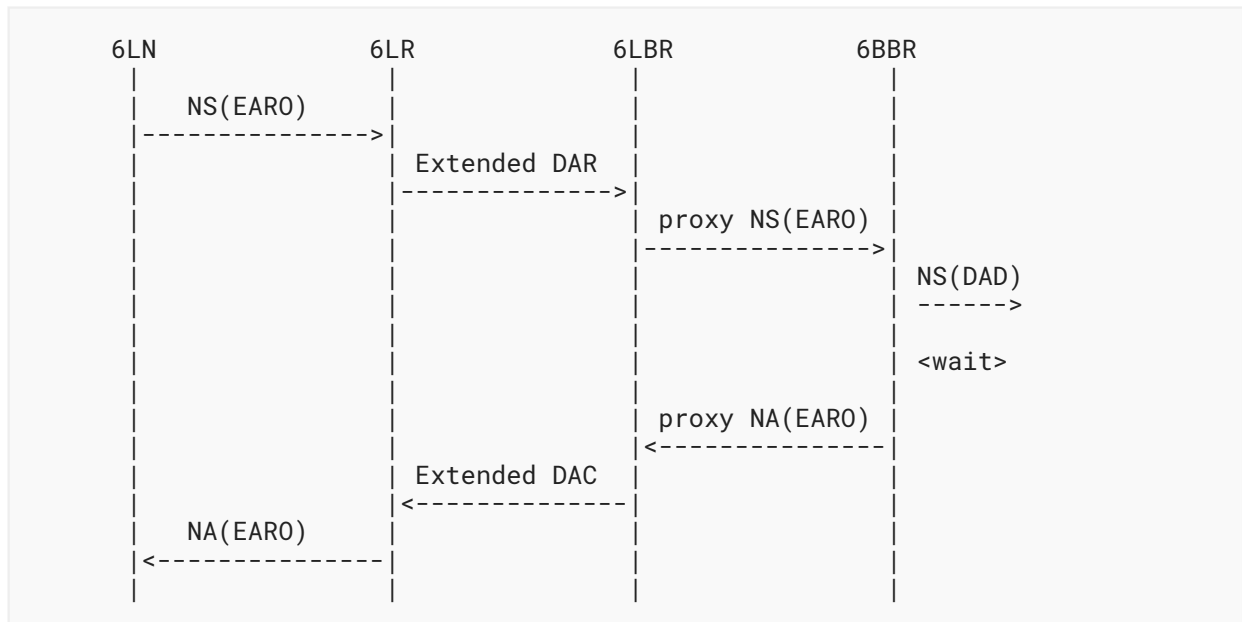 6LN 6LR 6LBR 6BBR
NS(EARO)
Extended DAR
proxy NS(EARO)
NS(DAD)
<wait>
proxy NA(EARO)
Extended DAC
NA(EARO)